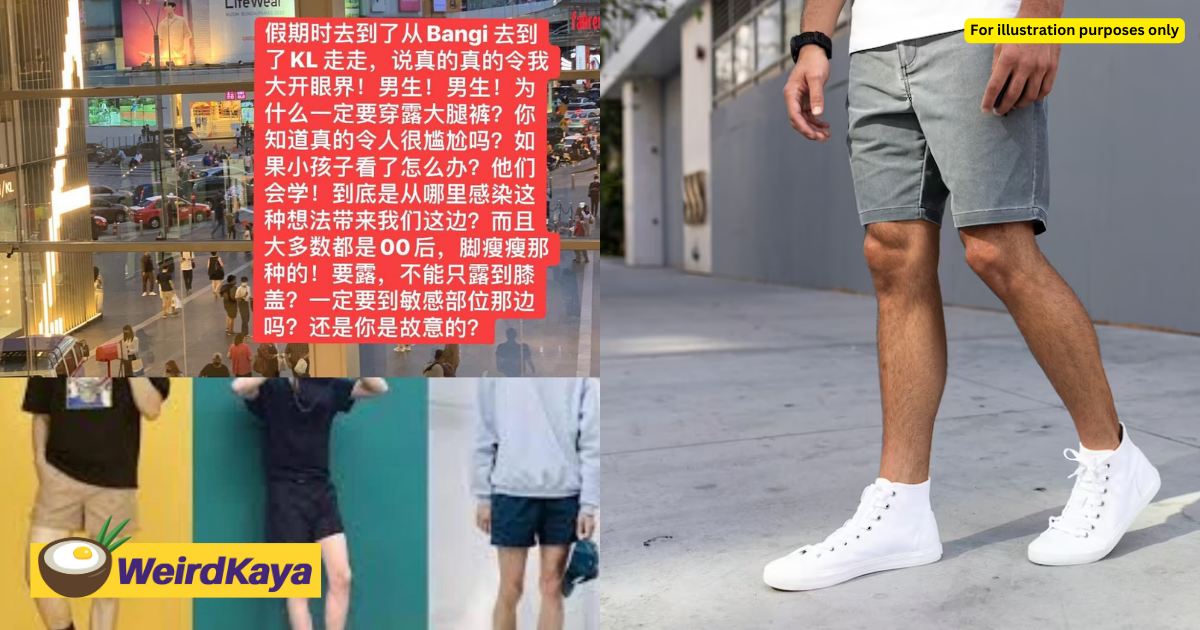 LifeWear
假期时去到了从 Bangi 去到
了 KL 走走，说真的真的令我
大开眼界！男生！男生！为
什么一定要穿露大腿裤？你
知道真的令人很尴尬吗？如
果小孩子看了怎么办？他们
会学！到底是从哪里感染这
种想法带来我们这边？而且
大多数都是 00 后，脚瘦瘦那
种的！要露，不能只露到膝
盖？一定要到敏感部位那边
吗？还是你是故意的？
For illustration purposes only
WeirdKaya